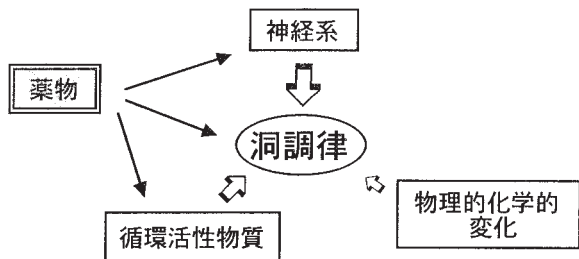 神経系
薬物
洞調律
物理的化学的
変化
循環活性物質